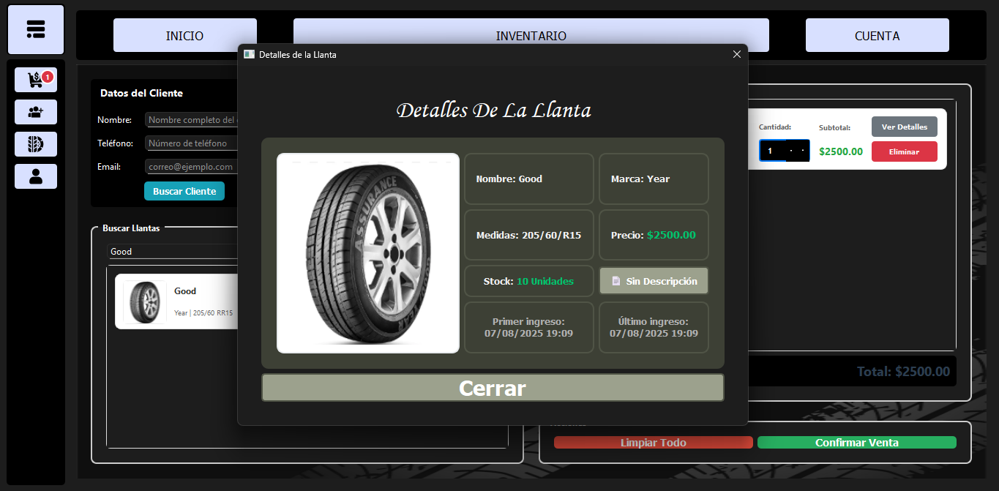 INICIO
INVENTARIO
CUENTA
1
Detalles de la Llanta
Datos del Cliente
Nombre:
Nombre completo del
Teléfono:
Número de teléfono
Email:
correo@ejemplo.com
Buscar Cliente
Buscar Llantas
Good
Good
Year | 205/60 RR15
Detalles De La Llanta
ASSURANCE
Nombre: Good
Marca: Year
Medidas: 205/60/R15
Precio: $2500.00
Stock: 10 Unidades
Sin Descripción
Primer ingreso:
07/08/2025 19:09
Último ingreso:
07/08/2025 19:09
Cerrar
Cantidad:
1
Subtotal:
$2500.00
Ver Detalles
Eliminar
Total: $2500.00
Limpiar Todo
Confirmar Venta